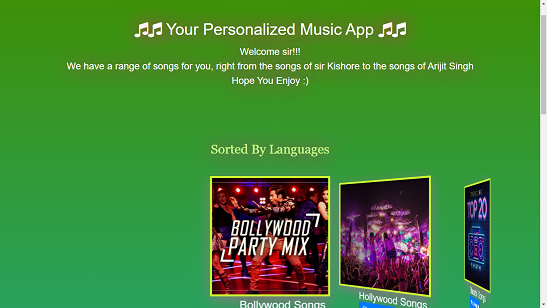 Your Personalized Music App
Welcome sir!!!
We have a range of songs for you, right from the songs of sir Kishore to the songs of Arijit Singh
Hope You Enjoy :)
Sorted By Languages
BOLLYWOOD
PARTY MIX
Bollywood Songs
Hollywood Songs
TOP 20